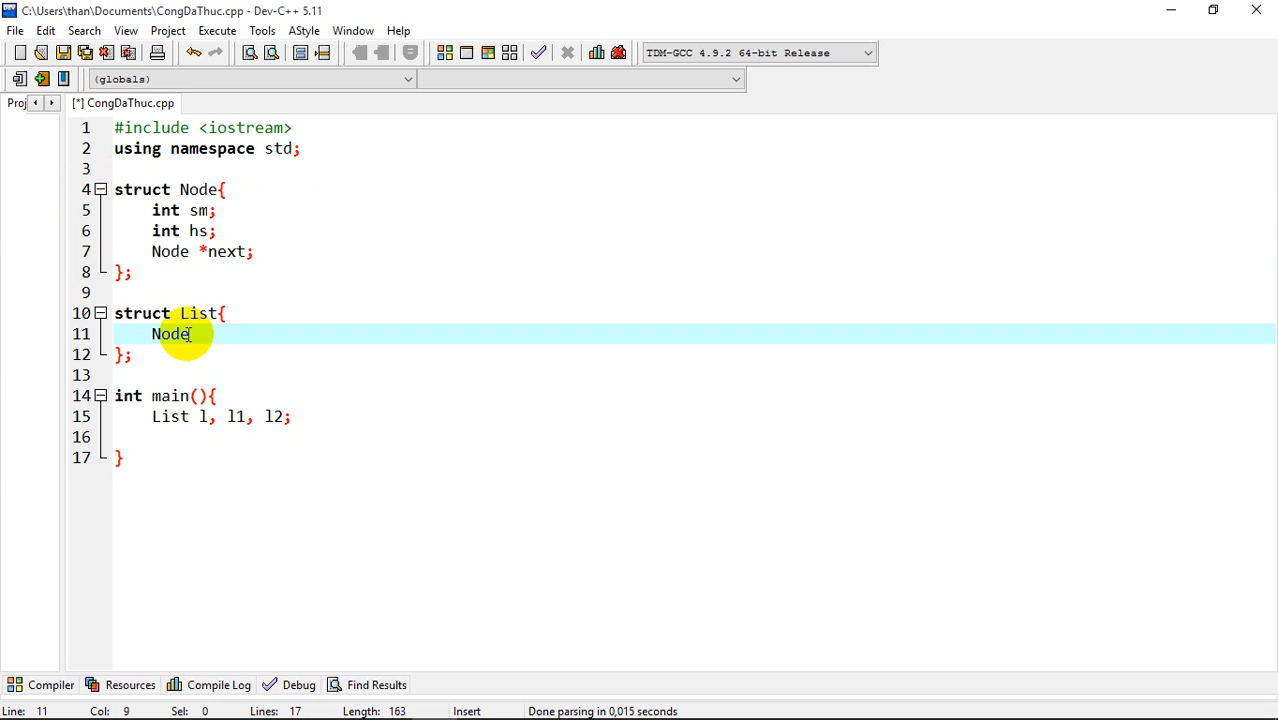 C:\Users\than\Documents\CongDaThuc.cpp - Dev-C++ 5.11
File Edit Search View Project Execute Tools AStyle Window Help
TDM-GCC 4.9.2 64-bit Release
(globals)
Proj [*] CongDaThuc.cpp
1 #include <iostream>
2 using namespace std;
3
4 struct Node{
5 int sm;
6 int hs;
7 Node *next;
8 };
9
10 struct List{
11 Node
12 };
13
14 int main(){
15 List l, l1, l2;
16
17 }
Compiler Resources Compile Log Debug Find Results
Line: 11 Col: 9 Sel: 0 Lines: 17 Length: 163 Insert Done parsing in 0,015 seconds